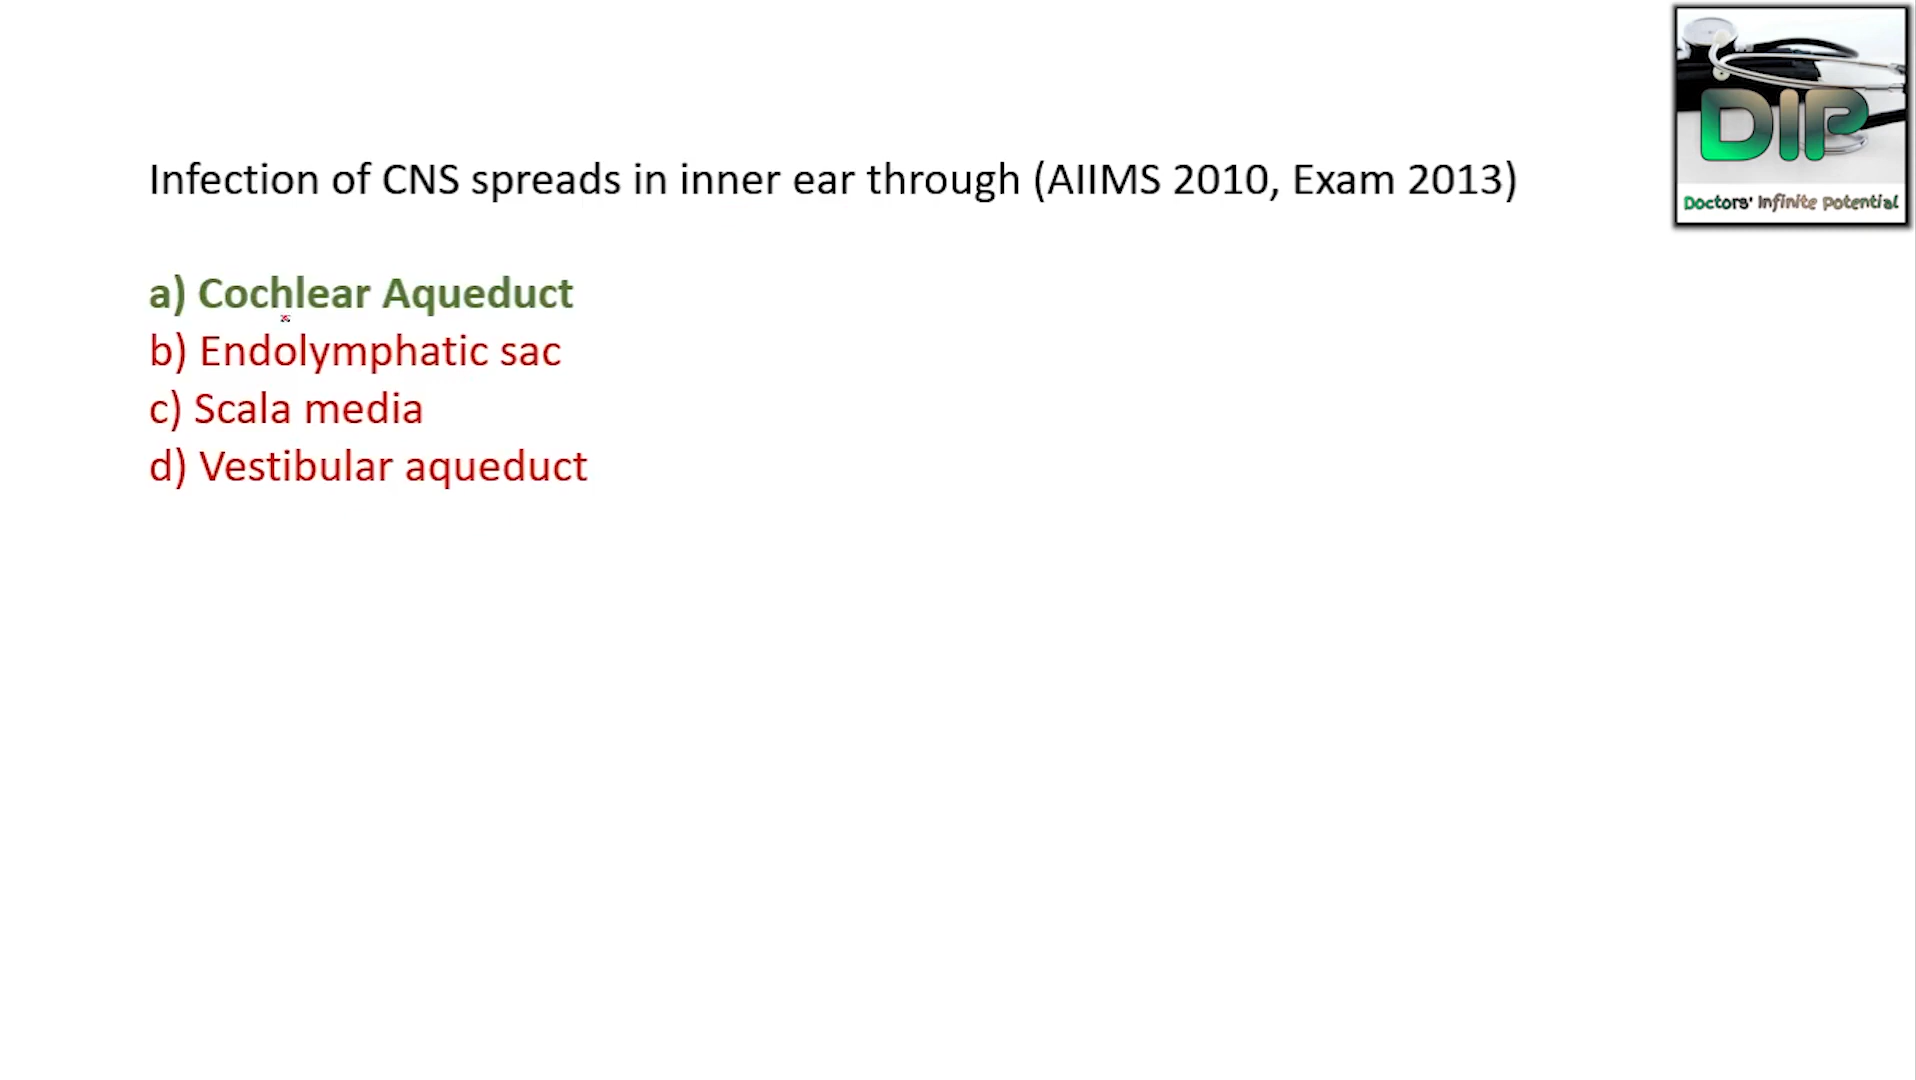 DIP
Doctors' Infinite Potential
Infection of CNS spreads in inner ear through (AIIMS 2010, Exam 2013)
a) Cochlear Aqueduct
b) Endolymphatic sac
c) Scala media
d) Vestibular aqueduct